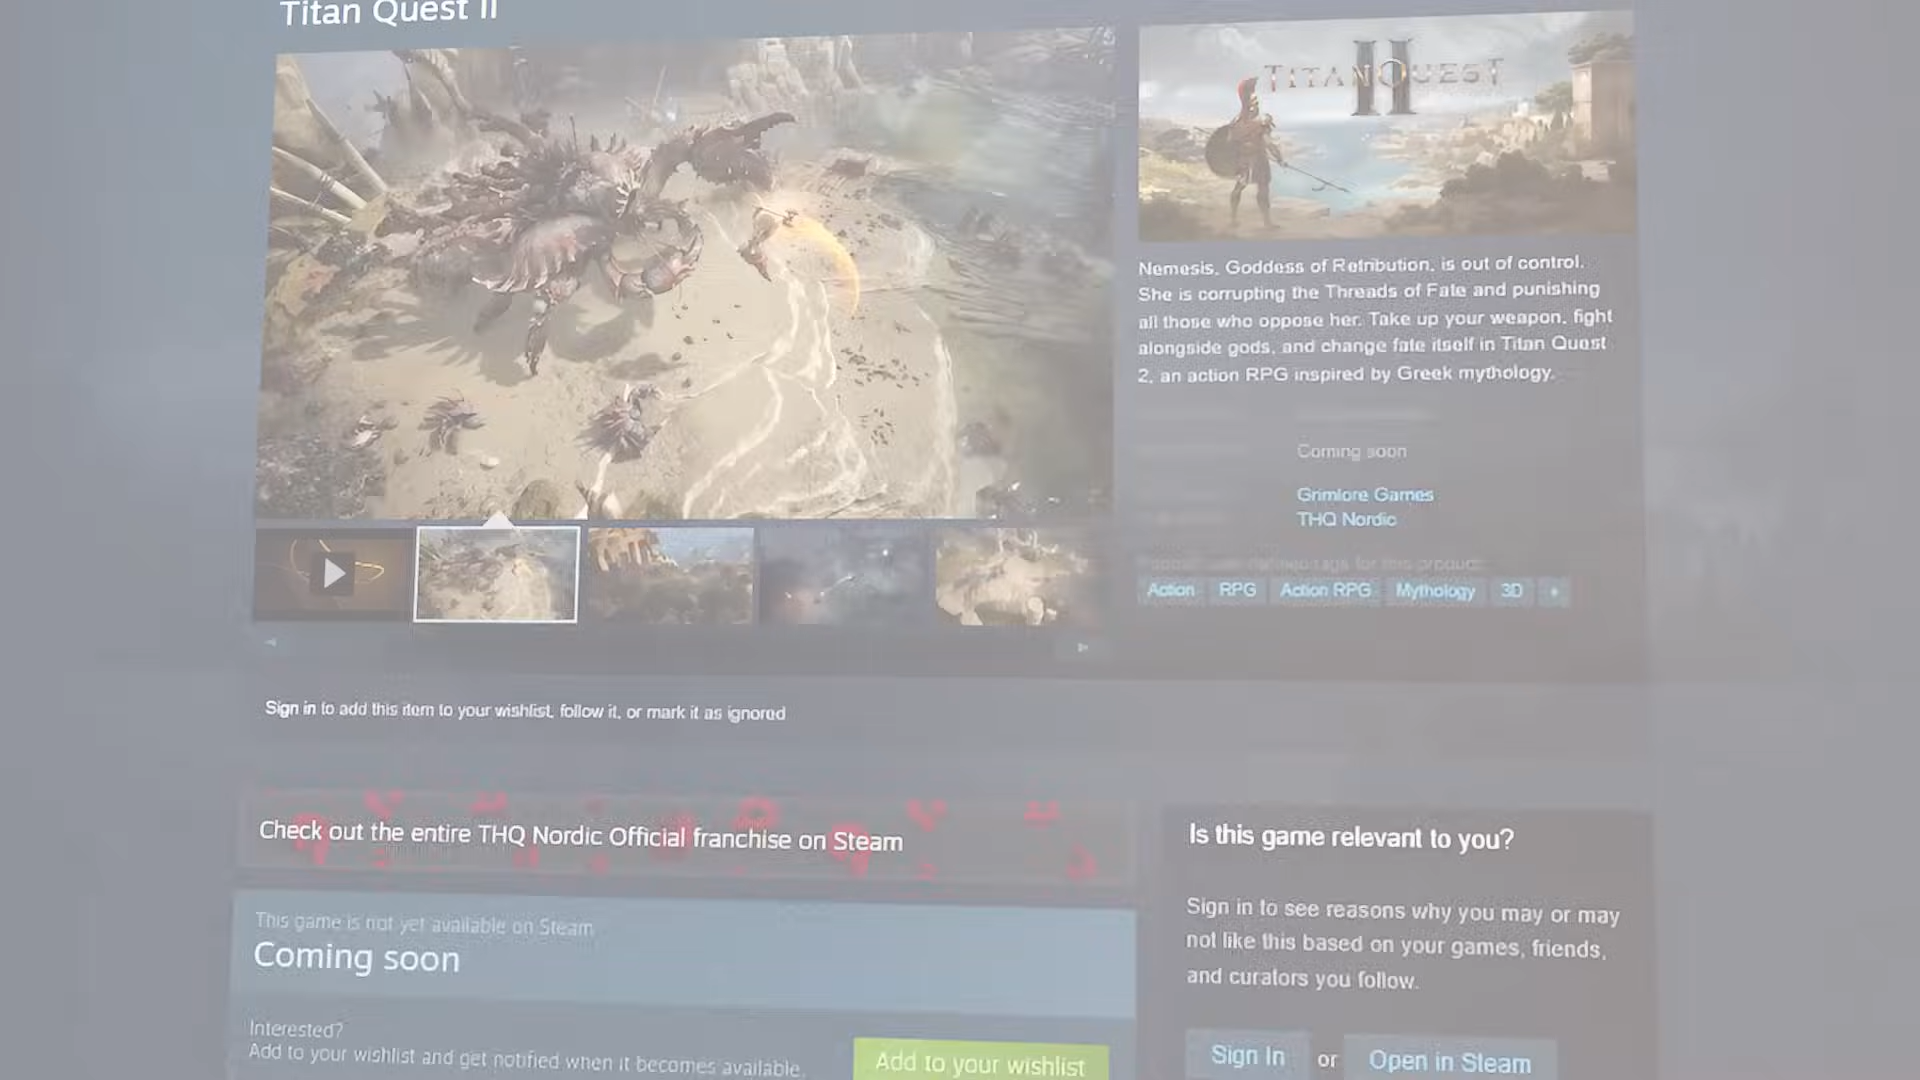 Titan Quest II
TITAN QUEST
II
Nemesis, Goddess of Retribution, is out of control.
She is corrupting the Threads of Fate and punishing
all those who oppose her. Take up your weapon, fight
alongside gods, and change fate itself in Titan Quest
2, an action RPG inspired by Greek mythology.
Coming soon
Grimlore Games
THQ Nordic
Action RPG Action RPG Mythology 3D +
Sign in to add this item to your wishlist, follow it, or mark it as ignored
Check out the entire THQ Nordic Official franchise on Steam
Is this game relevant to you?
Sign in to see reasons why you may or may
not like this based on your games, friends,
and curators you follow.
Sign In or Open in Steam
This game is not yet available on Steam
Coming soon
Interested?
Add to your wishlist and get notified when it becomes available.
Add to your wishlist